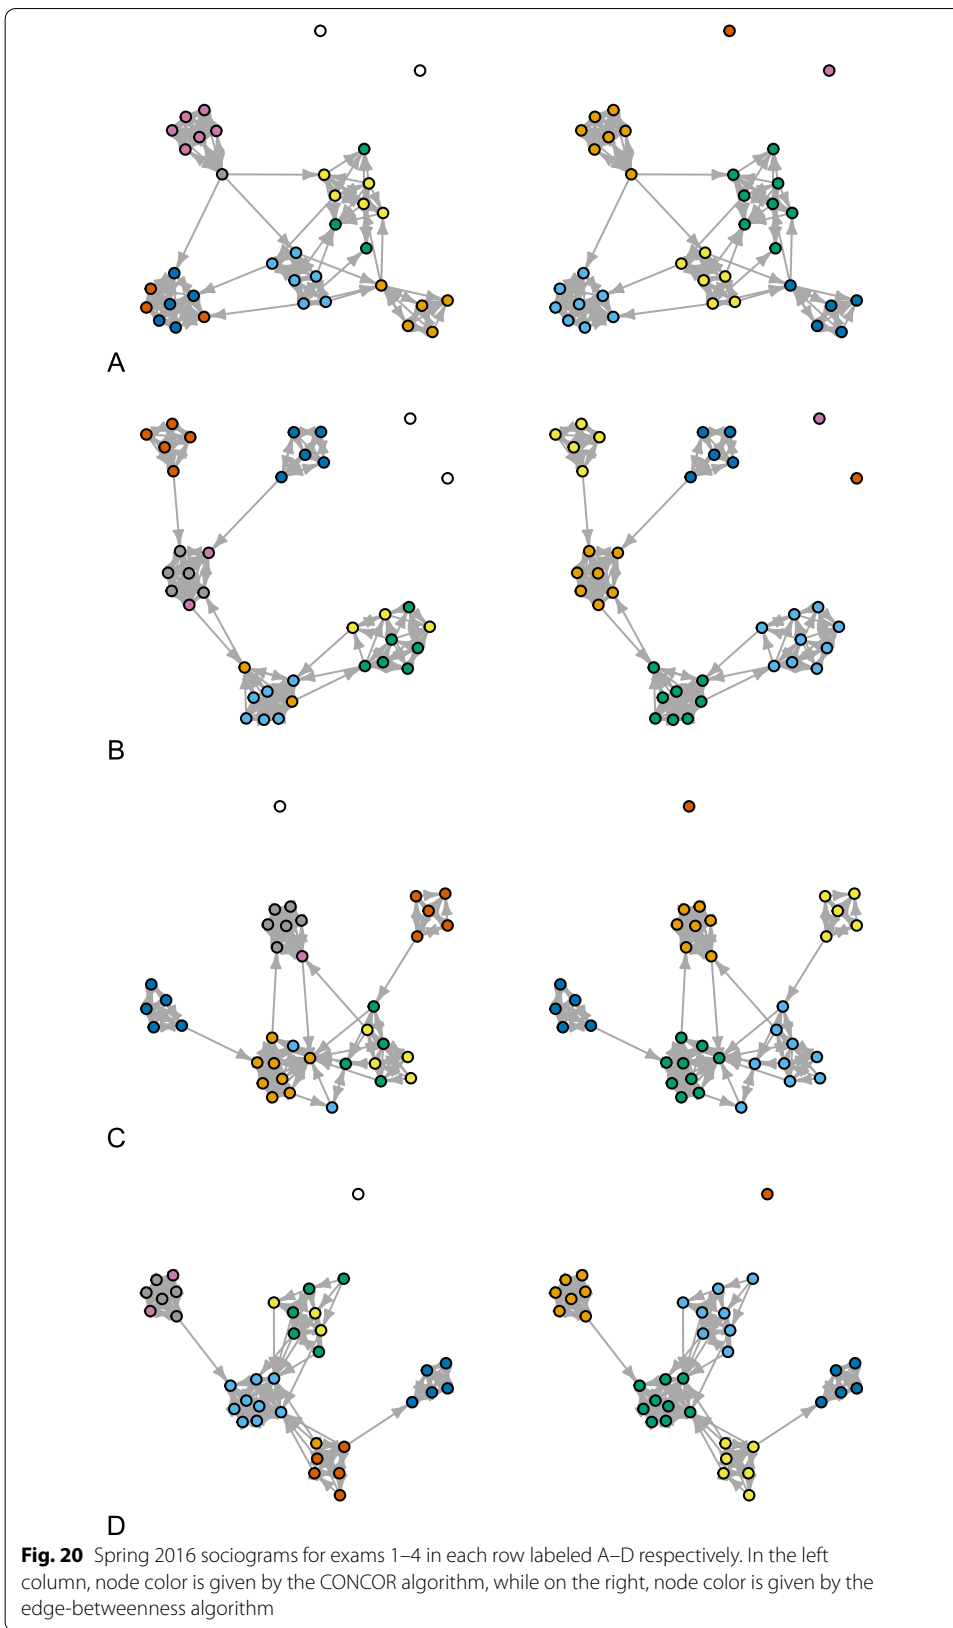 A
B
C
D
Fig. 20 Spring 2016 sociograms for exams 1–4 in each row labeled A–D respectively. In the left
column, node color is given by the CONCOR algorithm, while on the right, node color is given by the
edge-betweenness algorithm